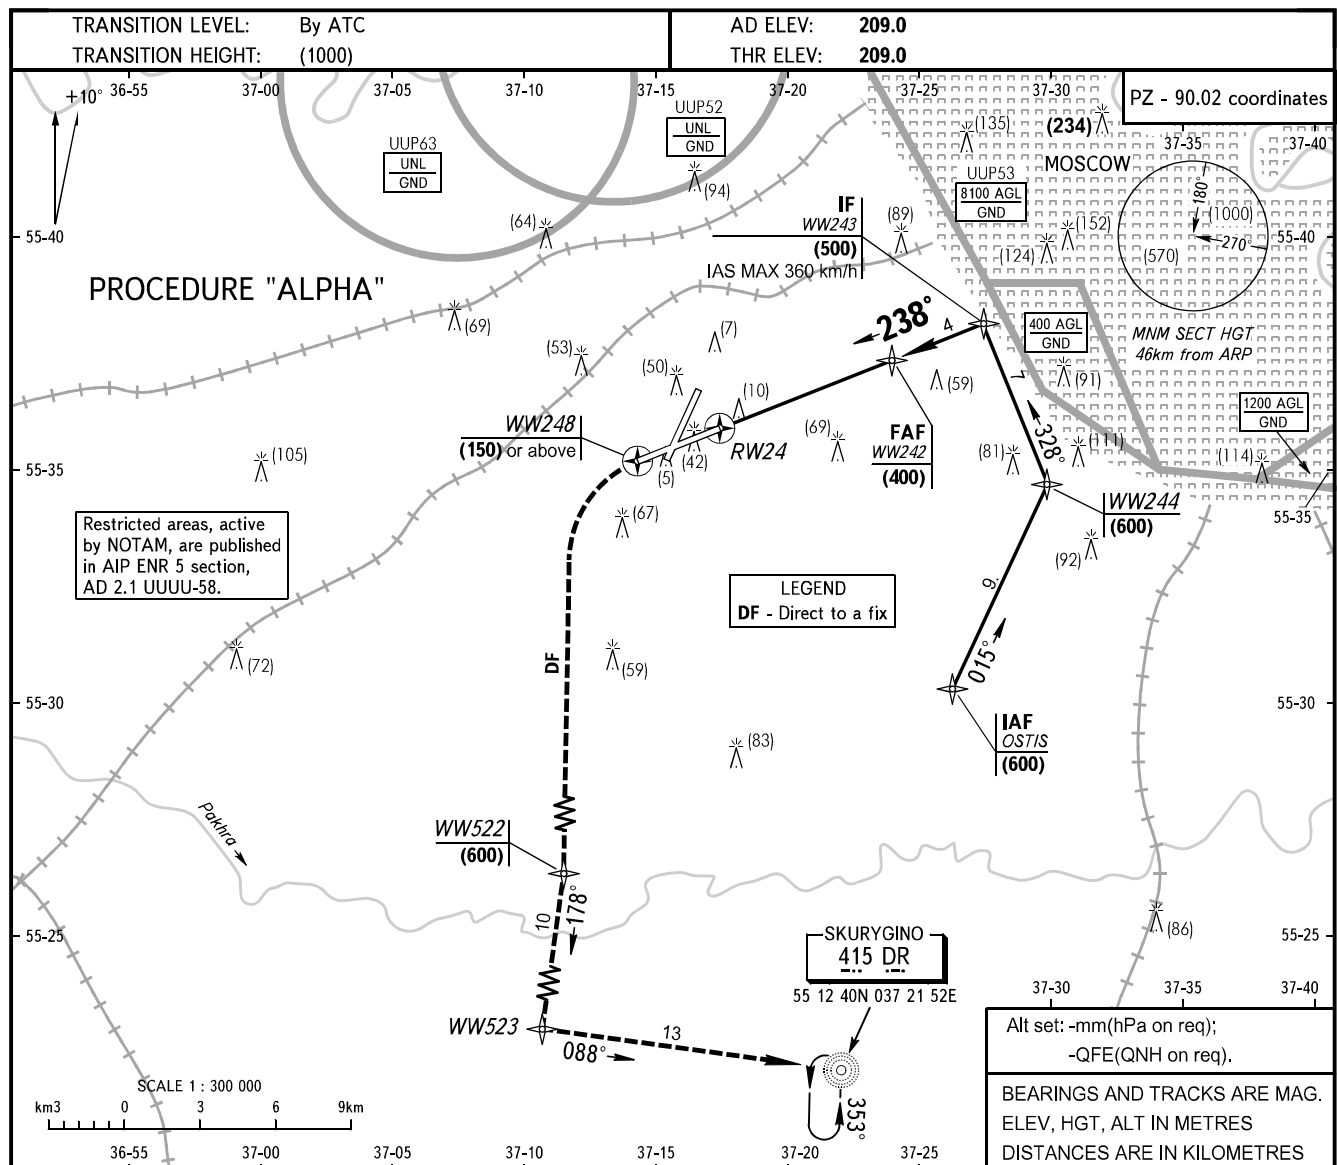 TRANSITION LEVEL: By ATC
TRANSITION HEIGHT: (1000)
AD ELEV: 209.0
THR ELEV: 209.0
+10°
36-55
37-00
37-05
37-10
37-15
37-20
37-25
37-30
PZ - 90.02 coordinates
37-35
37-40
UUP63
UNL
GND
UUP52
UNL
GND
(94)
(64)
(135)
(234)
MOSCOW
UUP53
8100 AGL
GND
(152)
(124)
180°
(1000)
270°
(570)
MNM SECT HGT
46km from ARP
55-40
55-40
PROCEDURE "ALPHA"
IF
WW243
(500)
IAS MAX 360 km/h
(89)
238°
4
400 AGL
GND
(91)
(69)
(53)
(7)
(50)
(10)
(59)
7
328°
1200 AGL
GND
WW248
(150) or above
(5)
(42)
RW24
(69)
FAF
WW242
(400)
(81)
(111)
(114)
(105)
55-35
55-35
WW244
(600)
(67)
(92)
Restricted areas, active
by NOTAM, are published
in AIP ENR 5 section,
AD 2.1 UUUU-58.
LEGEND
DF - Direct to a fix
9
015°
DF
(72)
(59)
55-30
55-30
IAF
OSTIS
(600)
(83)
Pakhra
WW522
(600)
178°
10
(86)
55-25
55-25
SKURYGINO
415 DR
55 12 40N 037 21 52E
37-30
37-35
37-40
WW523
13
088°
353°
SCALE 1 : 300 000
km3 0 3 6 9km
36-55
37-00
37-05
37-10
37-15
37-20
37-25
Alt set: -mm(hPa on req);
-QFE(QNH on req).
BEARINGS AND TRACKS ARE MAG.
ELEV, HGT, ALT IN METRES
DISTANCES ARE IN KILOMETRES